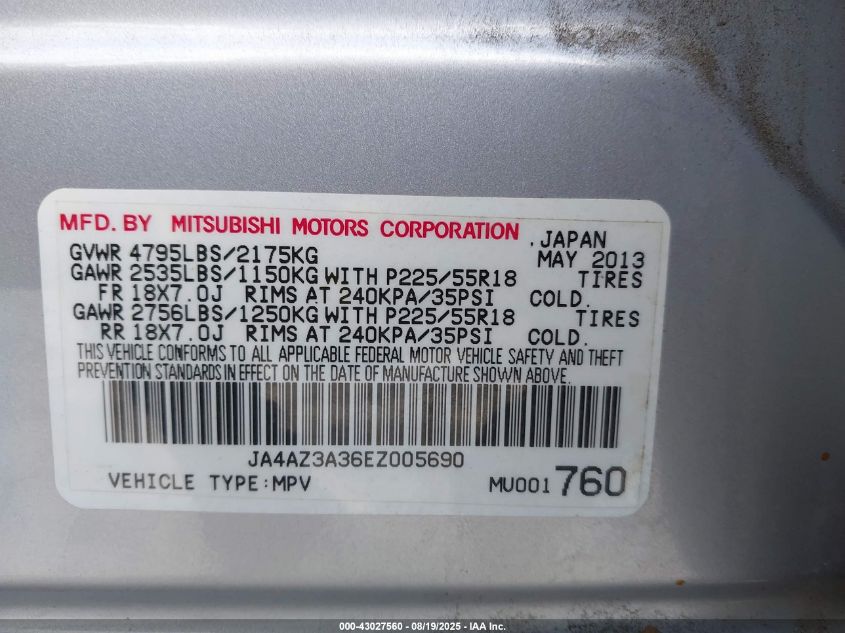 MFD. BY MITSUBISHI MOTORS CORPORATION . JAPAN
GVWR 4795LBS/2175KG MAY 2013
GAWR 2535LBS/1150KG WITH P225/55R18 TIRES
FR 18X7.0J RIMS AT 240KPA/35PSI COLD.
GAWR 2756LBS/1250KG WITH P225/55R18 TIRES
RR 18X7.0J RIMS AT 240KPA/35PSI COLD.
THIS VEHICLE CONFORMS TO ALL APPLICABLE FEDERAL MOTOR VEHICLE SAFETY AND THEFT
PREVENTION STANDARDS IN EFFECT ON THE DATE OF MANUFACTURE SHOWN ABOVE.
JA4AZ3A36EZ005690
VEHICLE TYPE:MPV MU001760
000-43027560 - 08/19/2025 - IAA Inc.